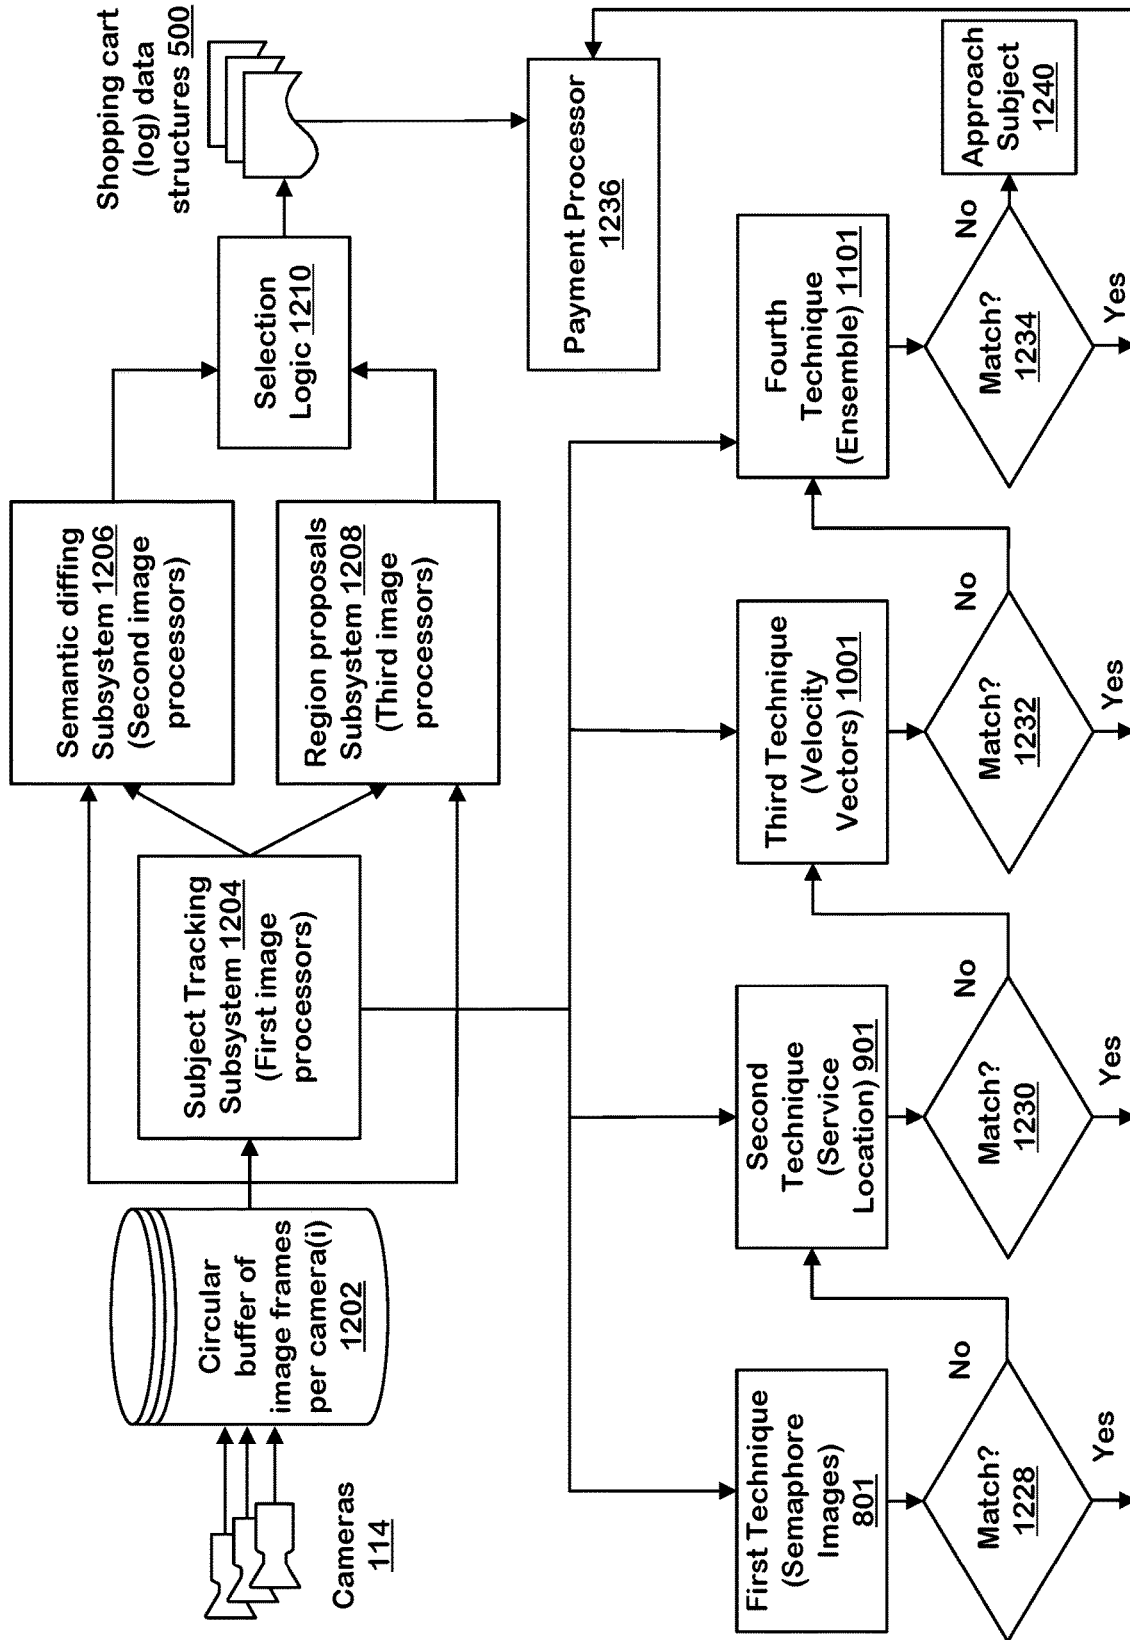 Cameras
114
Circular
buffer of
image frames
per camera(i)
1202
Subject Tracking
Subsystem 1204
(First image
processors)
Semantic diffing
Subsystem 1206
(Second image
processors)
Region proposals
Subsystem 1208
(Third image
processors)
Selection
Logic 1210
Shopping cart
(log) data
structures 500
Payment Processor
1236
First Technique
(Semaphore
Images)
801
Second
Technique
(Service
Location) 901
Third Technique
(Velocity
Vectors) 1001
Fourth
Technique
(Ensemble) 1101
Match?
1228
No
Yes
Match?
1230
No
Yes
Match?
1232
No
Yes
Match?
1234
No
Yes
Approach
Subject
1240